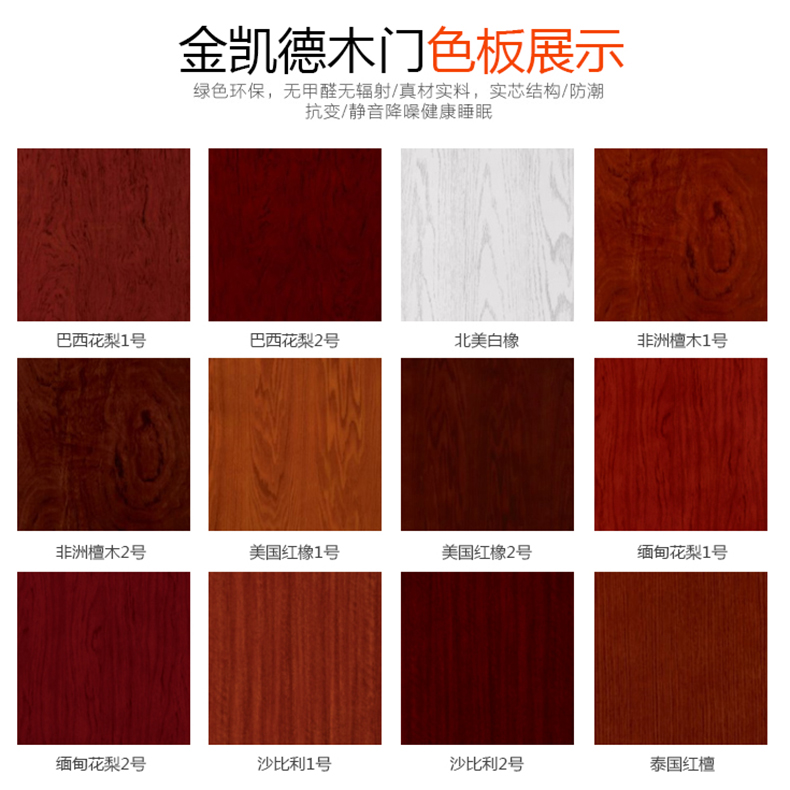 金凯德木门色板展示
绿色环保，无甲醛无辐射/真材实料，实芯结构/防潮
抗变/静音降噪健康睡眠
巴西花梨1号
巴西花梨2号
北美白橡
非洲檀木1号
非洲檀木2号
美国红橡1号
美国红橡2号
缅甸花梨1号
缅甸花梨2号
沙比利1号
沙比利2号
泰国红檀